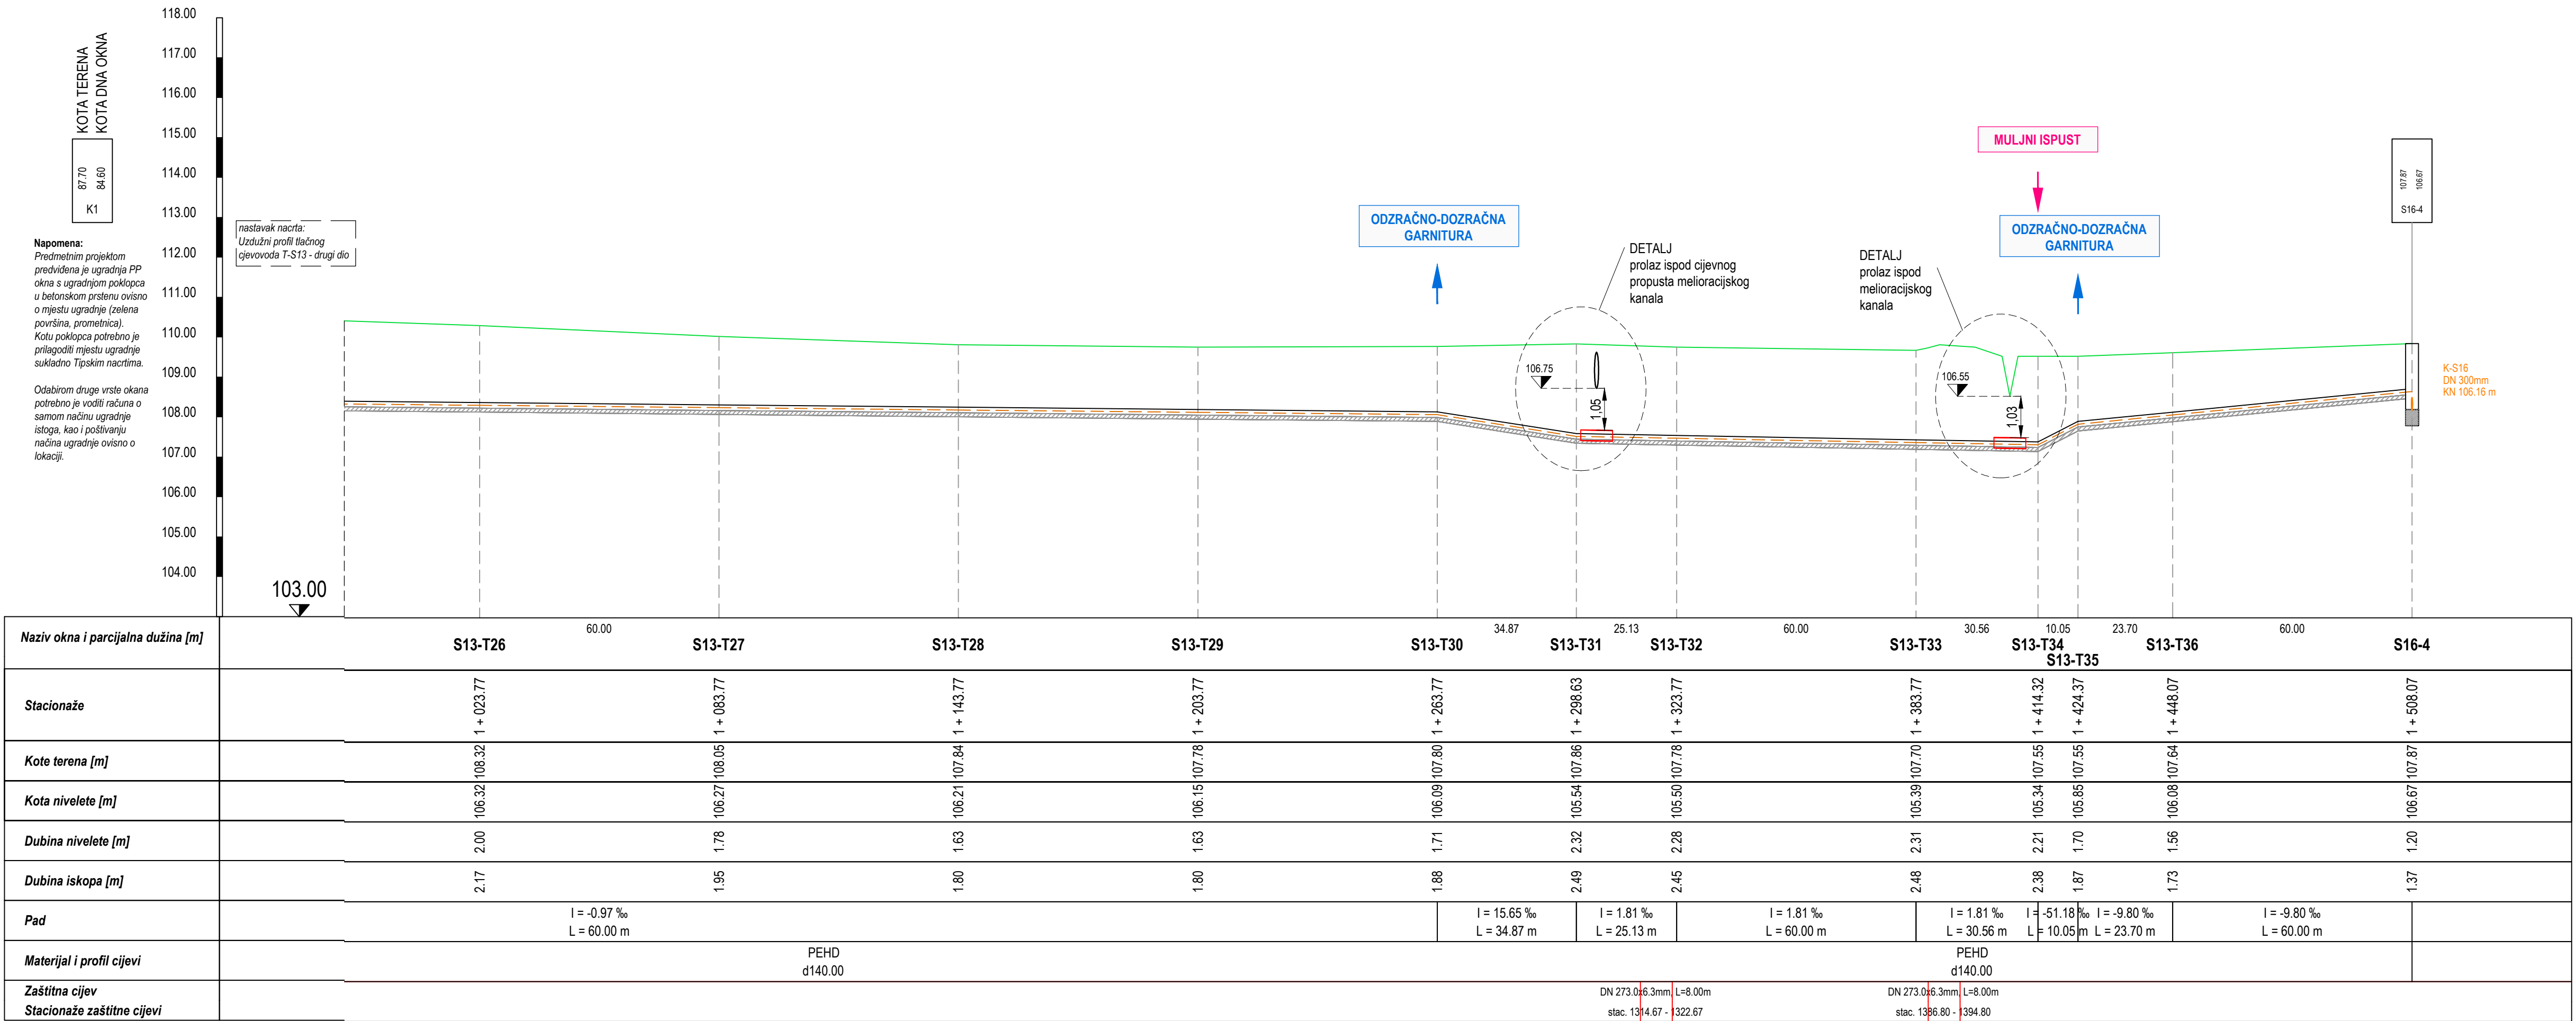 118.00
117.00
116.00
115.00
114.00
113.00
112.00
111.00
110.00
109.00
108.00
107.00
106.00
105.00
104.00
103.00
KOTA TERENA
KOTA DNA OKNA
87.70
84.60
K1
Napomena:
Predmetnim projektom
predviđena je ugradnja PP
okna s ugradnjom poklopca
u betonskom prstenu ovisno
o mjestu ugradnje (zelena
površina, prometnica).
Kotu poklopca potrebno je
prilagoditi mjestu ugradnje
sukladno Tipskim nacrtima.
Odabirom druge vrste okana
potrebno je voditi računa o
samom načinu ugradnje
istoga, kao i poštivanju
načina ugradnje ovisno o
lokaciji.
nastavak nacrta:
Uzdužni profil tlačnog
cjevovoda T-S13 - drugi dio
ODZRAČNO-DOZRAČNA
GARNITURA
DETALJ
prolaz ispod cijevnog
propusta melioracijskog
kanala
106.75
1,05
DETALJ
prolaz ispod
melioracijskog
kanala
106.55
1,03
MULJNI ISPUST
ODZRAČNO-DOZRAČNA
GARNITURA
107.87
106.67
S16-4
K-S16
DN 300mm
KN 106.16 m
Naziv okna i parcijalna dužina [m]
60.00 34.87 25.13 60.00 30.56 10.05 23.70 60.00
S13-T26 S13-T27 S13-T28 S13-T29 S13-T30 S13-T31 S13-T32 S13-T33 S13-T34 S13-T36 S16-4
S13-T35
Stacionaže
1 + 023.77 1 + 083.77 1 + 143.77 1 + 203.77 1 + 263.77 1 + 298.63 1 + 323.77 1 + 383.77 1 + 414.32 1 + 424.37 1 + 448.07 1 + 508.07
Kote terena [m]
108.32 108.05 107.84 107.78 107.80 107.86 107.78 107.70 107.55 107.55 107.64 107.87
Kota nivelete [m]
106.32 106.27 106.21 106.15 106.09 105.54 105.50 105.39 105.34 105.85 106.08 106.67
Dubina nivelete [m]
2.00 1.78 1.63 1.63 1.71 2.32 2.28 2.31 2.21 1.70 1.56 1.20
Dubina iskopa [m]
2.17 1.95 1.80 1.80 1.88 2.49 2.45 2.48 2.38 1.87 1.73 1.37
Pad
I = -0.97 ‰ I = 15.65 ‰ I = 1.81 ‰ I = 1.81 ‰ I = 1.81 ‰ I = -51.18 ‰ I = -9.80 ‰ I = -9.80 ‰
L = 60.00 m L = 34.87 m L = 25.13 m L = 60.00 m L = 30.56 m L = 10.05 m L = 23.70 m L = 60.00 m
Materijal i profil cijevi
PEHD PEHD
d140.00 d140.00
Zaštitna cijev
DN 273.0x6.3mm, L=8.00m DN 273.0x6.3mm, L=8.00m
Stacionaže zaštitne cijevi
stac. 1314.67 - 1322.67 stac. 1386.80 - 1394.80